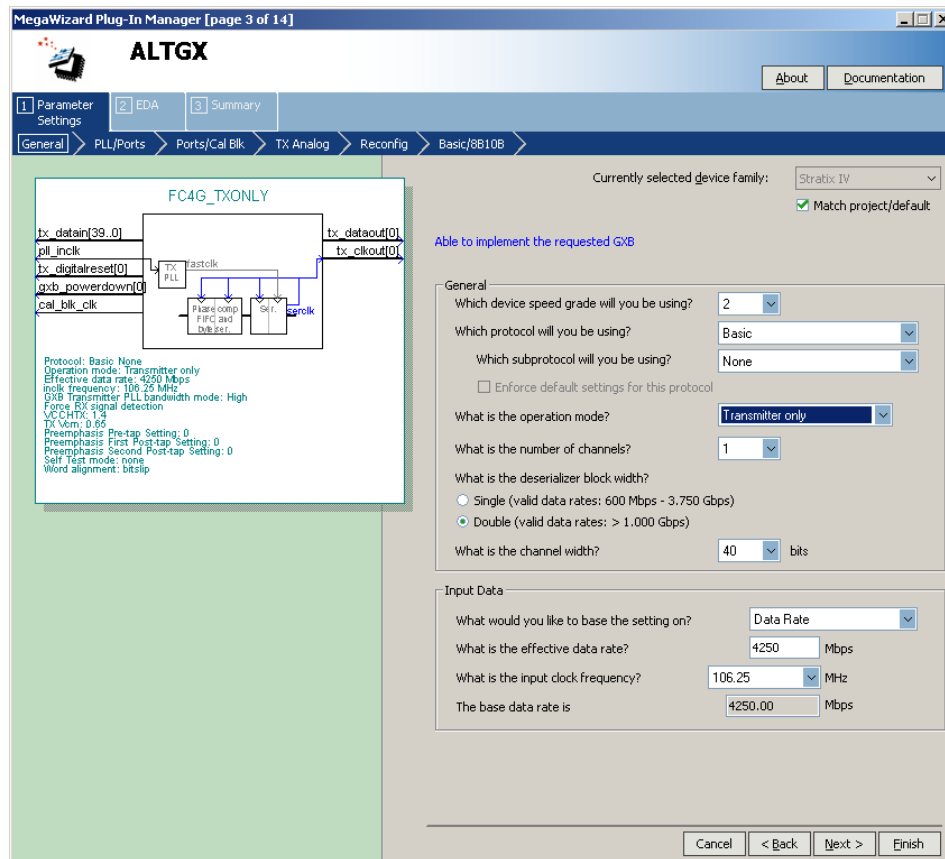 MegaWizard Plug-In Manager [page 3 of 14]
ALTGX
About Documentation
1 Parameter Settings 2 EDA 3 Summary
General PLL/Ports Ports/Cal Blk TX Analog Reconfig Basic/8B10B
Currently selected device family: Stratix IV
Match project/default
FC4G_TXONLY
tx_datain[39..0]
pll_inclk
tx_digitalreset[0]
gxb_powerdown[0]
cal_blk_clk
tx_dataout[0]
tx_clkout[0]
TX PLL
fastclk
Phase comp FIFO and byte ser.
Ser.
serclk
Protocol: Basic None
Operation mode: Transmitter only
Effective data rate: 4250 Mbps
inclk frequency: 106.25 MHz
GXB Transmitter PLL bandwidth mode: High
Force RX signal detection
VCCHTX: 1.4
TX Vcm: 0.65
Preemphasis Pre-tap Setting: 0
Preemphasis First Post-tap Setting: 0
Preemphasis Second Post-tap Setting: 0
Self Test mode: none
Word alignment: bitslip
Able to implement the requested GXB
General
Which device speed grade will you be using? 2
Which protocol will you be using? Basic
Which subprotocol will you be using? None
Enforce default settings for this protocol
What is the operation mode? Transmitter only
What is the number of channels? 1
What is the deserializer block width?
Single (valid data rates: 600 Mbps - 3.750 Gbps)
Double (valid data rates: > 1.000 Gbps)
What is the channel width? 40 bits
Input Data
What would you like to base the setting on? Data Rate
What is the effective data rate? 4250 Mbps
What is the input clock frequency? 106.25 MHz
The base data rate is 4250.00 Mbps
Cancel < Back Next > Finish